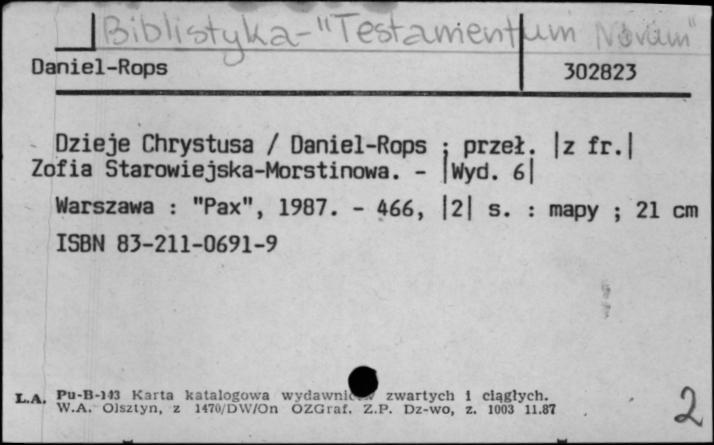 Biblistyka - "Testamentum Novum"
Daniel-Rops 302823
Dzieje Chrystusa / Daniel-Rops ; przeł. |z fr.|
Zofia Starowiejska-Morstinowa. - |Wyd. 6|
Warszawa : "Pax", 1987. - 466, |2| s. : mapy ; 21 cm
ISBN 83-211-0691-9
L.A. Pu-B-143 Karta katalogowa zwartych i ciągłych.
W.A. Olsztyn, z 1470/DW/On OZGraf. Z.P. Dz-wo, z. 1003 11.87
2